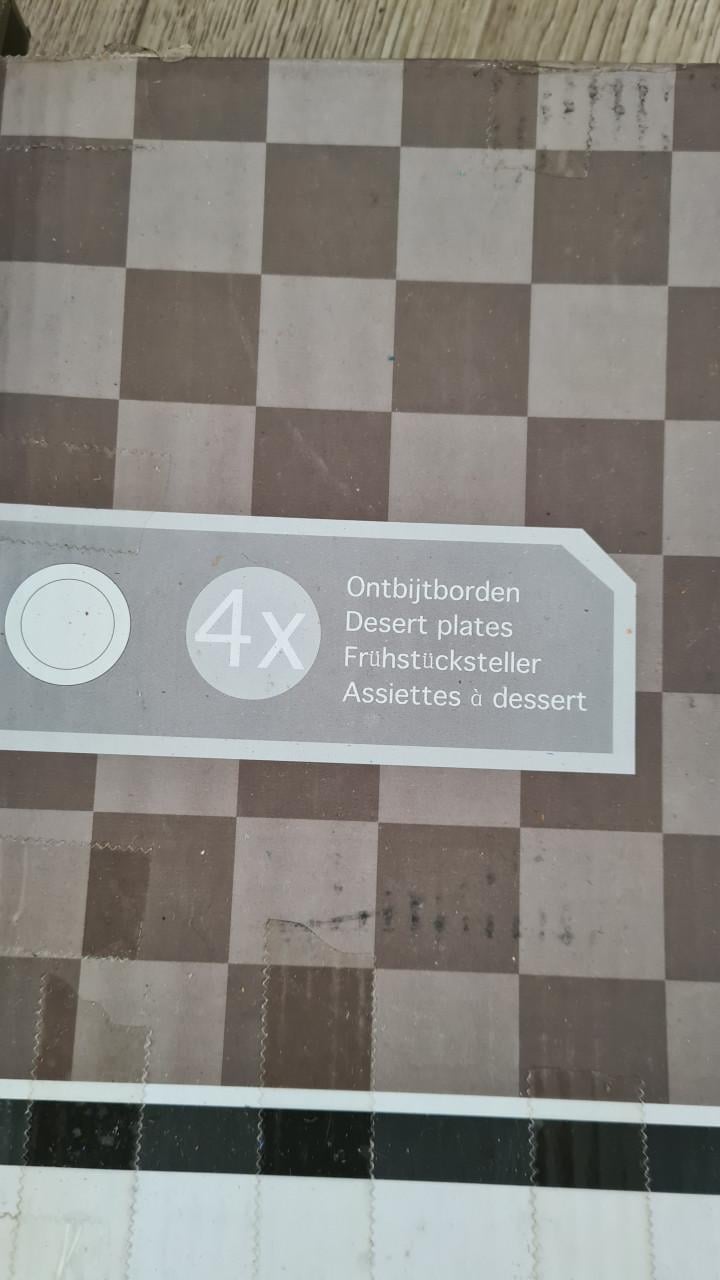 4x
Ontbijtborden
Desert plates
Frühstücksteller
Assiettes à dessert